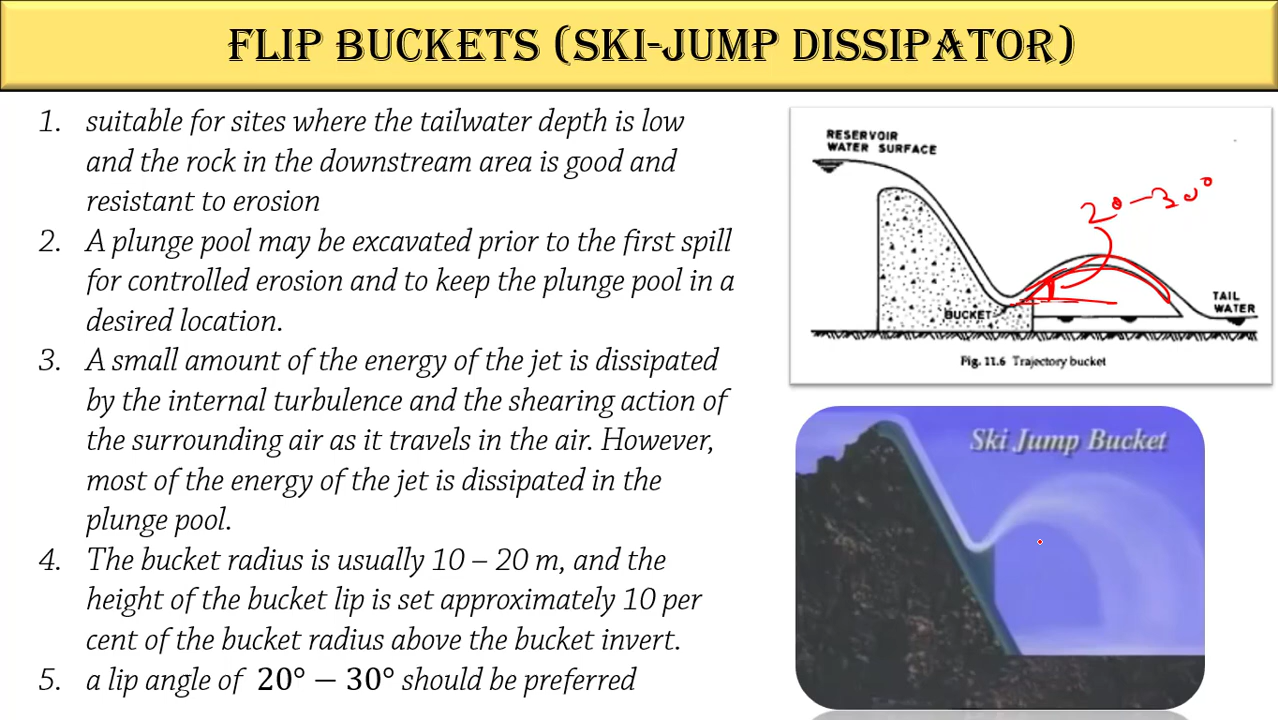 FLIP BUCKETS (SKI-JUMP DISSIPATOR)
1. suitable for sites where the tailwater depth is low
and the rock in the downstream area is good and
resistant to erosion
2. A plunge pool may be excavated prior to the first spill
for controlled erosion and to keep the plunge pool in a
desired location.
3. A small amount of the energy of the jet is dissipated
by the internal turbulence and the shearing action of
the surrounding air as it travels in the air. However,
most of the energy of the jet is dissipated in the
plunge pool.
4. The bucket radius is usually 10 – 20 m, and the
height of the bucket lip is set approximately 10 per
cent of the bucket radius above the bucket invert.
5. a lip angle of 20° − 30° should be preferred
RESERVOIR
WATER SURFACE
20-30°
BUCKET
TAIL
WATER
Fig. 11.6 Trajectory bucket
Ski Jump Bucket